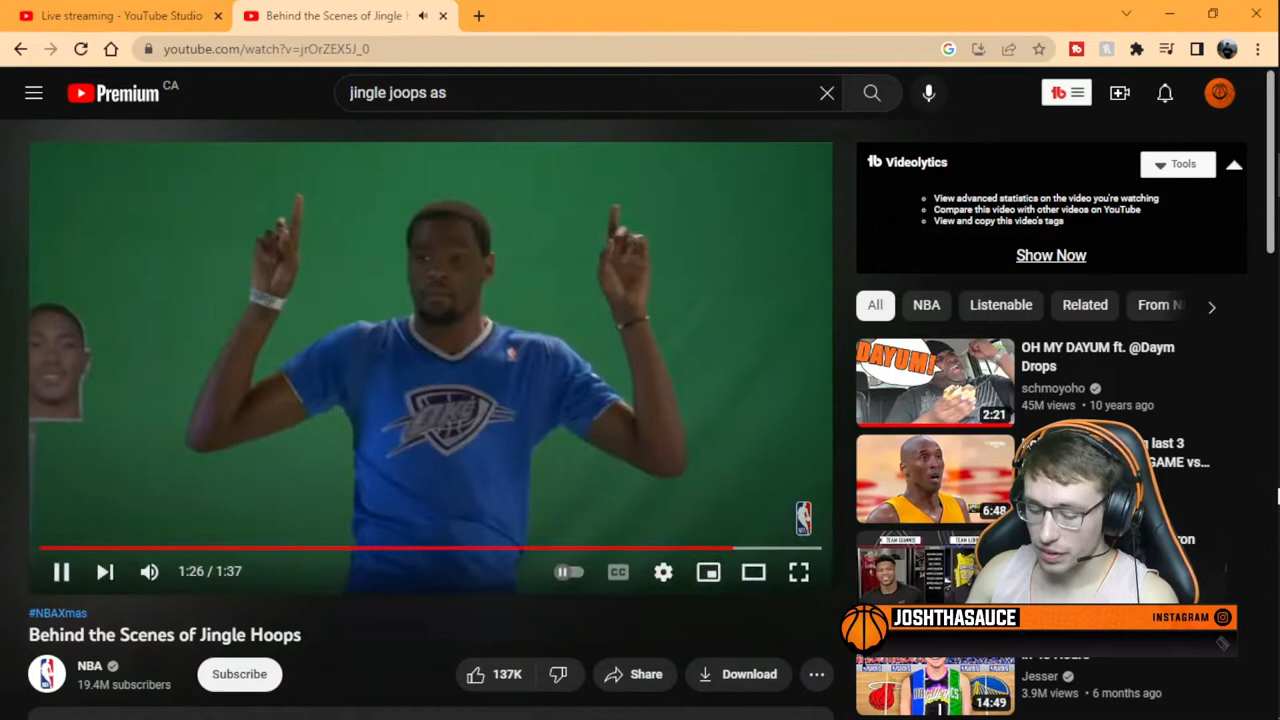 Live streaming - YouTube Studio
Behind the Scenes of Jingle H
youtube.com/watch?v=jrOrZEX5J_0
Premium CA
jingle joops as
tb
tb Videolytics
Tools
View advanced statistics on the video you're watching
Compare this video with other videos on YouTube
View and copy this video's tags
Show Now
All
NBA
Listenable
Related
From N
DAYUM!
2:21
OH MY DAYUM ft. @Daym
Drops
schmoyoho
45M views • 10 years ago
6:48
last 3
GAME vs...
TEAM GIANNIS
14:49
Jesser
3.9M views • 6 months ago
JOSHTHASAUCE
INSTAGRAM
1:26 / 1:37
CC
#NBAXmas
Behind the Scenes of Jingle Hoops
NBA
19.4M subscribers
Subscribe
137K
Share
Download